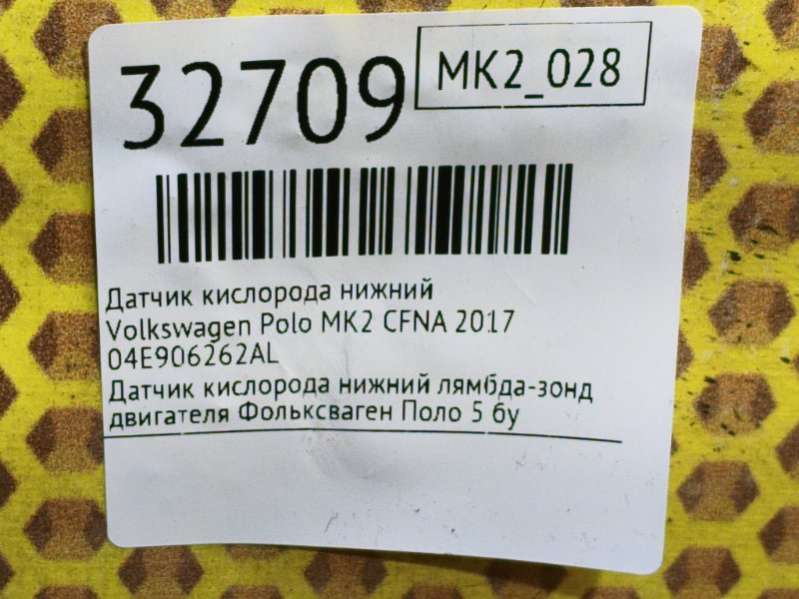 32709
MK2_028
Датчик кислорода нижний
Volkswagen Polo MK2 CFNA 2017
04E906262AL
Датчик кислорода нижний лямбда-зонд
двигателя Фольксваген Поло 5 бу